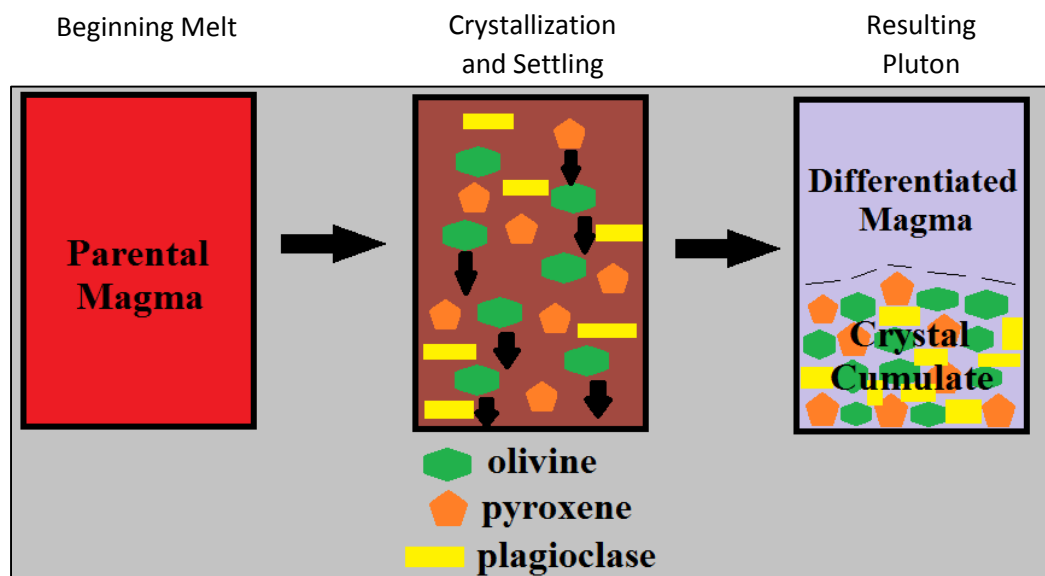 Beginning Melt
Crystallization
and Settling
Resulting
Pluton
Parental
Magma
Differentiated
Magma
Crystal
Cumulate
olivine
pyroxene
plagioclase